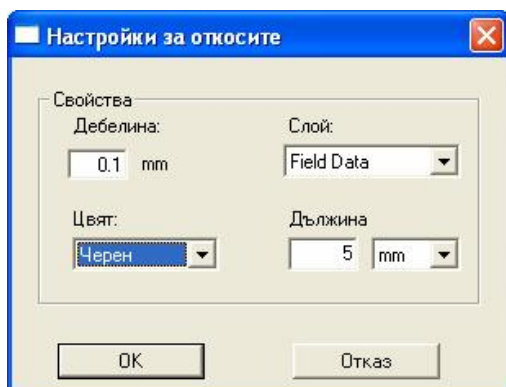 Настройки за откосите
Свойства
Дебелина: Слой:
0.1 mm Field Data
Цвят: Дължина
Черен 5 mm
OK Отказ